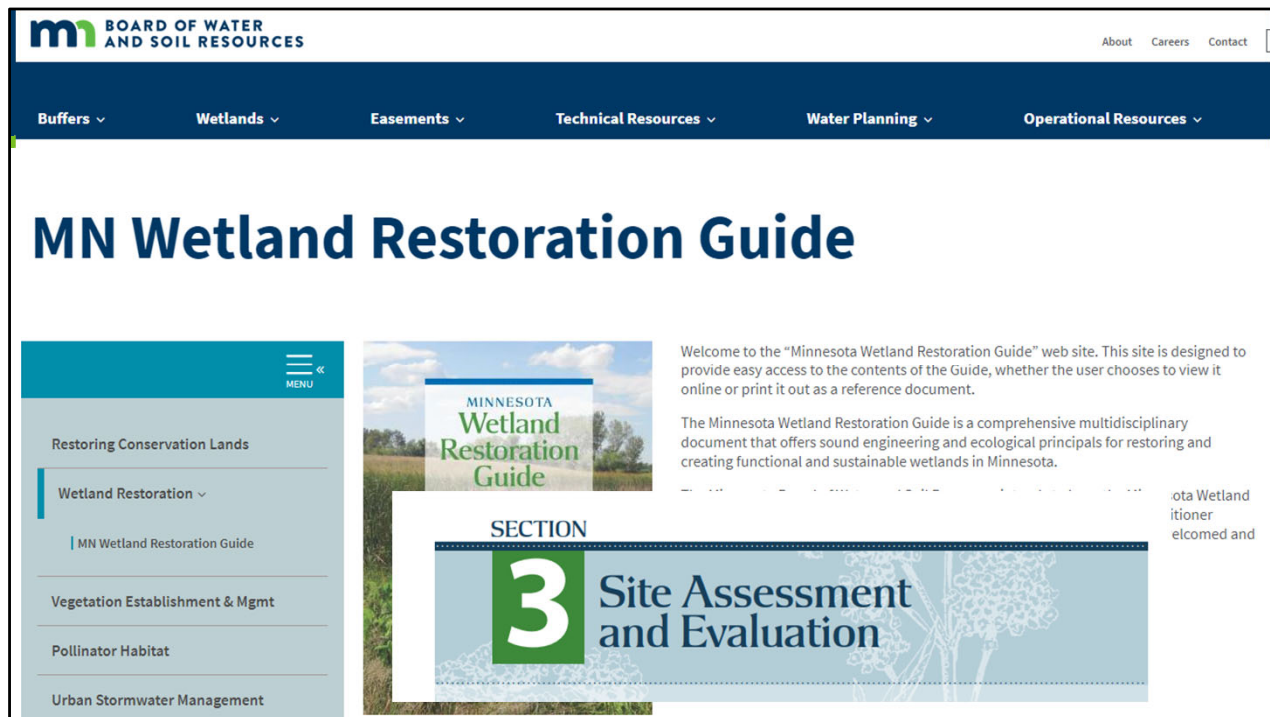 BOARD OF WATER
AND SOIL RESOURCES
About Careers Contact
Buffers Wetlands Easements Technical Resources Water Planning Operational Resources
MN Wetland Restoration Guide
MENU
Restoring Conservation Lands
Wetland Restoration
MN Wetland Restoration Guide
Vegetation Establishment & Mgmt
Pollinator Habitat
Urban Stormwater Management
MINNESOTA
Wetland
Restoration
Guide
Welcome to the “Minnesota Wetland Restoration Guide” web site. This site is designed to
provide easy access to the contents of the Guide, whether the user chooses to view it
online or print it out as a reference document.
The Minnesota Wetland Restoration Guide is a comprehensive multidisciplinary
document that offers sound engineering and ecological principals for restoring and
creating functional and sustainable wetlands in Minnesota.
Wetland
elcomed and
SECTION
3 Site Assessment
and Evaluation